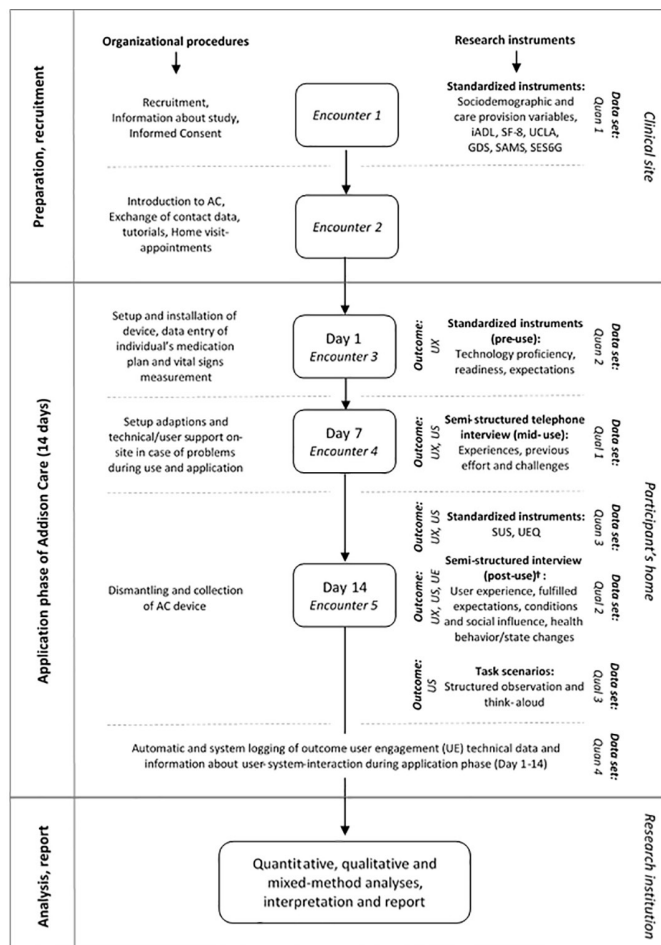 Organizational procedures
Research instruments
Preparation, recruitment
Clinical site
Recruitment,
Information about study,
Informed Consent
Encounter 1
Standardized instruments:
Sociodemographic and
care provision variables,
iADL, SF-8, UCLA,
GDS, SAMS, SES6G
Data set:
Quan 1
Introduction to AC,
Exchange of contact data,
tutorials, Home visit-
appointments
Encounter 2
Application phase of Addison Care (14 days)
Participant's home
Setup and installation of
device, data entry of
individual's medication
plan and vital signs
measurement
Day 1
Encounter 3
Outcome:
UX
Standardized instruments
(pre-use):
Technology proficiency,
readiness, expectations
Data set:
Quan 2
Setup adaptions and
technical/user support on-
site in case of problems
during use and application
Day 7
Encounter 4
Outcome:
UX, US
Semi-structured telephone
interview (mid- use):
Experiences, previous
effort and challenges
Data set:
Qual 1
Outcome:
UX, US
Standardized instruments:
SUS, UEQ
Data set:
Quan 3
Dismantling and collection
of AC device
Day 14
Encounter 5
Outcome:
UX, US, UE
Semi-structured interview
(post-use)† :
User experience, fulfilled
expectations, conditions
and social influence, health
behavior/state changes
Data set:
Qual 2
Outcome:
US
Task scenarios:
Structured observation and
think-aloud
Data set:
Qual 3
Automatic and system logging of outcome user engagement (UE) technical data and
information about user-system-interaction during application phase (Day 1-14)
Data set:
Quan 4
Analysis, report
Research institution
Quantitative, qualitative and
mixed-method analyses,
interpretation and report